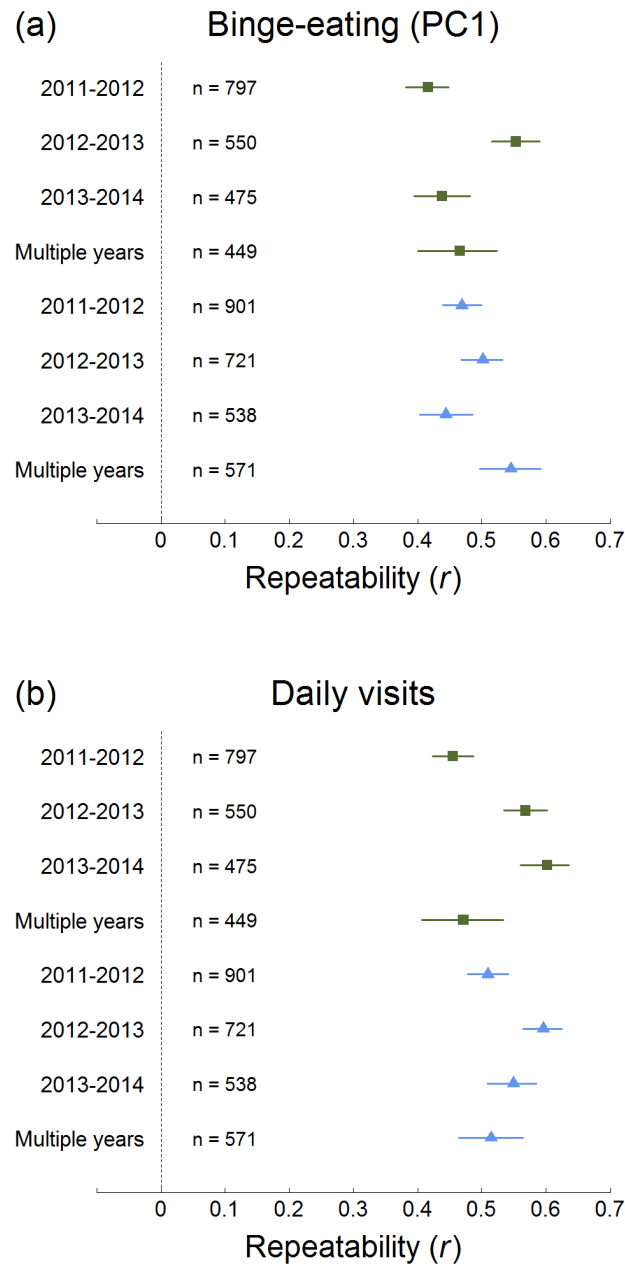 (a) Binge-eating (PC1)
2011-2012 n = 797
2012-2013 n = 550
2013-2014 n = 475
Multiple years n = 449
2011-2012 n = 901
2012-2013 n = 721
2013-2014 n = 538
Multiple years n = 571
0 0.1 0.2 0.3 0.4 0.5 0.6 0.7
Repeatability (r)
(b) Daily visits
2011-2012 n = 797
2012-2013 n = 550
2013-2014 n = 475
Multiple years n = 449
2011-2012 n = 901
2012-2013 n = 721
2013-2014 n = 538
Multiple years n = 571
0 0.1 0.2 0.3 0.4 0.5 0.6 0.7
Repeatability (r)